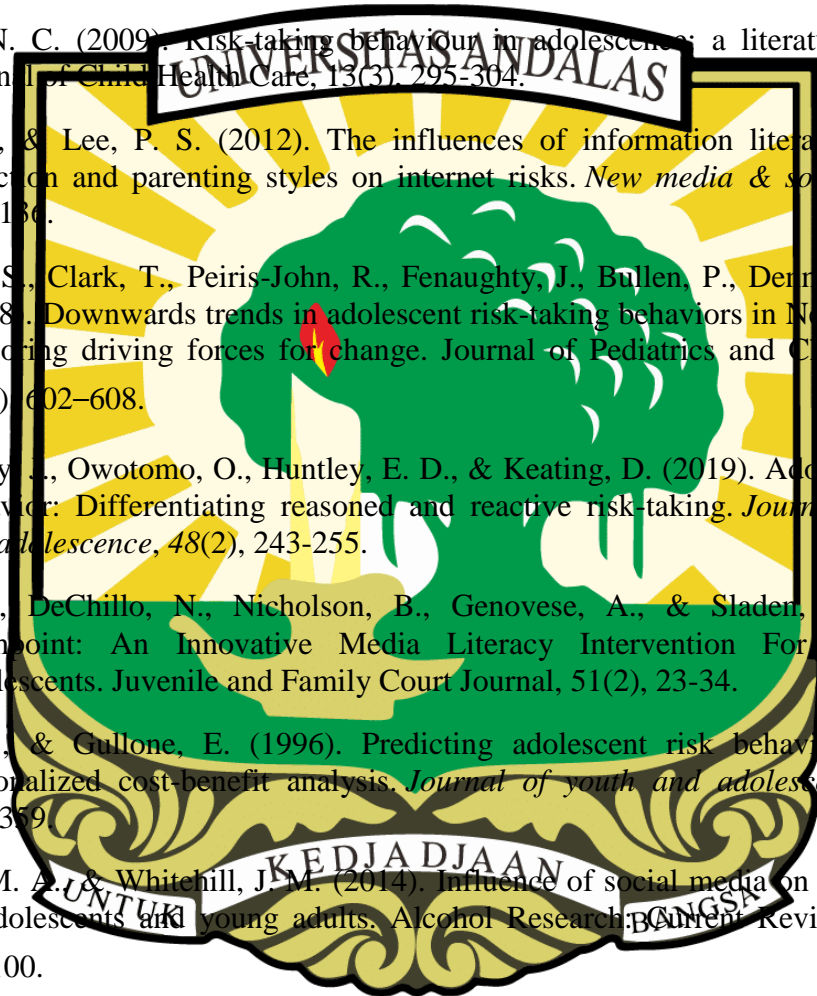 N. C. (2009). Risk-taking behaviour in adolescence: a literat
UNIVERSITAS ANDALAS
nal of Child Health Care, 13(3), 295-304.
, & Lee, P. S. (2012). The influences of information litera
ction and parenting styles on internet risks. New media & so
136.
S., Clark, T., Peiris-John, R., Fenaughty, J., Bullen, P., Denn
8). Downwards trends in adolescent risk-taking behaviors in Ne
oring driving forces for change. Journal of Pediatrics and C
), 602–608.
y, J., Owotomo, O., Huntley, E. D., & Keating, D. (2019). Ado
vior: Differentiating reasoned and reactive risk-taking. Journ
adolescence, 48(2), 243-255.
., DeChillo, N., Nicholson, B., Genovese, A., & Sladen,
npoint: An Innovative Media Literacy Intervention For
lescents. Juvenile and Family Court Journal, 51(2), 23-34.
., & Gullone, E. (1996). Predicting adolescent risk behavi
onalized cost-benefit analysis. Journal of youth and adolesc
359.
KEDJADJAAN
M. A., & Whitehill, J. M. (2014). Influence of social media on
UNTUK BANGSA
dolescents and young adults. Alcohol Research: Current Revi
100.